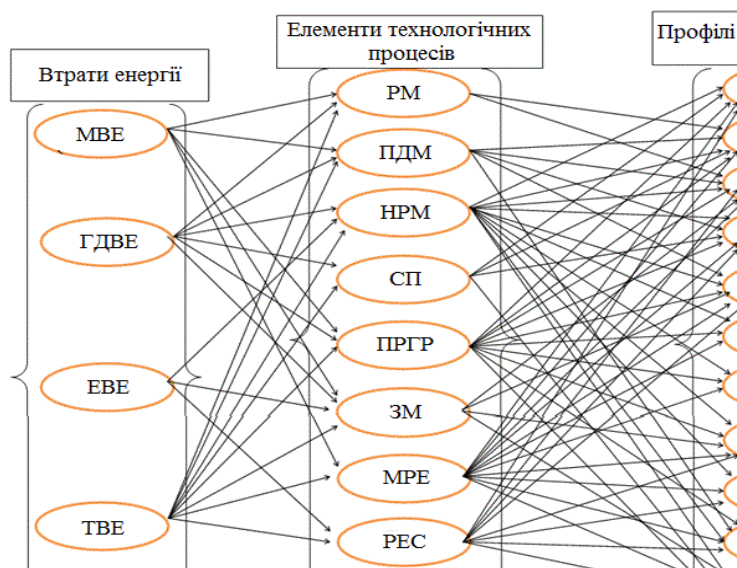 Втрати енергії
Елементи технологічних
процесів
Профілі
МВЕ
ГДВЕ
ЕВЕ
ТВЕ
РМ
ПДМ
НРМ
СП
ПРГР
ЗМ
МРЕ
РЕС